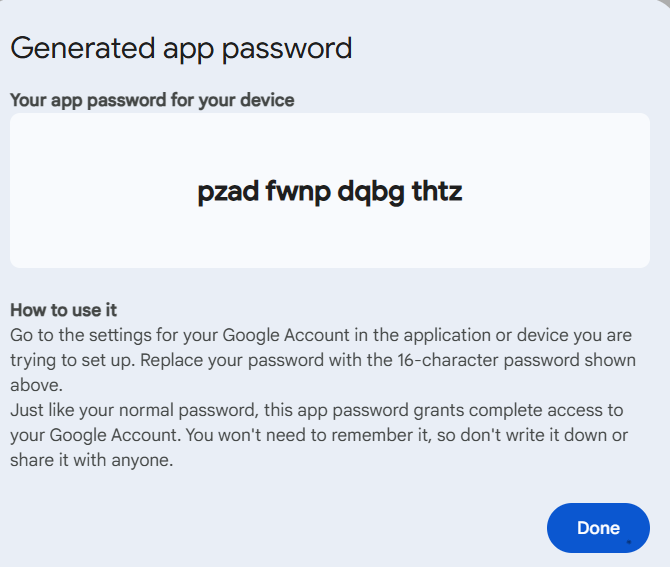 Generated app password
Your app password for your device
pzad fwnp dqbg thtz
How to use it
Go to the settings for your Google Account in the application or device you are
trying to set up. Replace your password with the 16-character password shown
above.
Just like your normal password, this app password grants complete access to
your Google Account. You won't need to remember it, so don't write it down or
share it with anyone.
Done